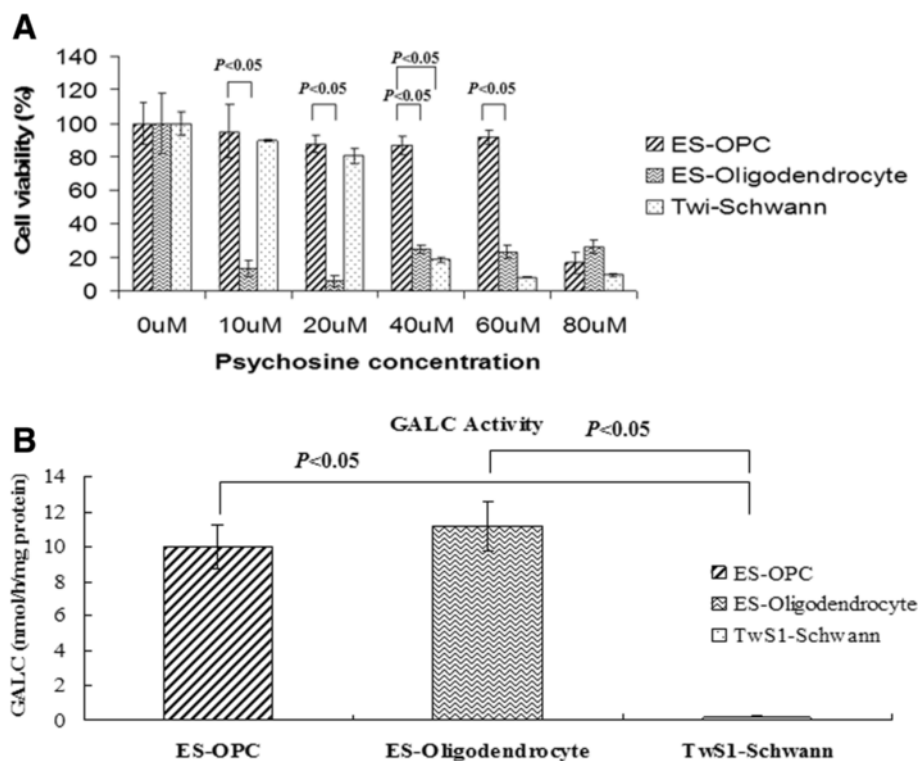 A
P<0.05
P<0.05 P<0.05 P<0.05 P<0.05
140
120
100
80
60
40
20
0
Cell viability (%)
ES-OPC
ES-Oligodendrocyte
Twi-Schwann
0uM 10uM 20uM 40uM 60uM 80uM
Psychosine concentration
B
GALC Activity
P<0.05
P<0.05
14
12
10
8
6
4
2
0
GALC (nmol/h/mg protein)
ES-OPC
ES-Oligodendrocyte
TwS1-Schwann
ES-OPC ES-Oligodendrocyte TwS1-Schwann